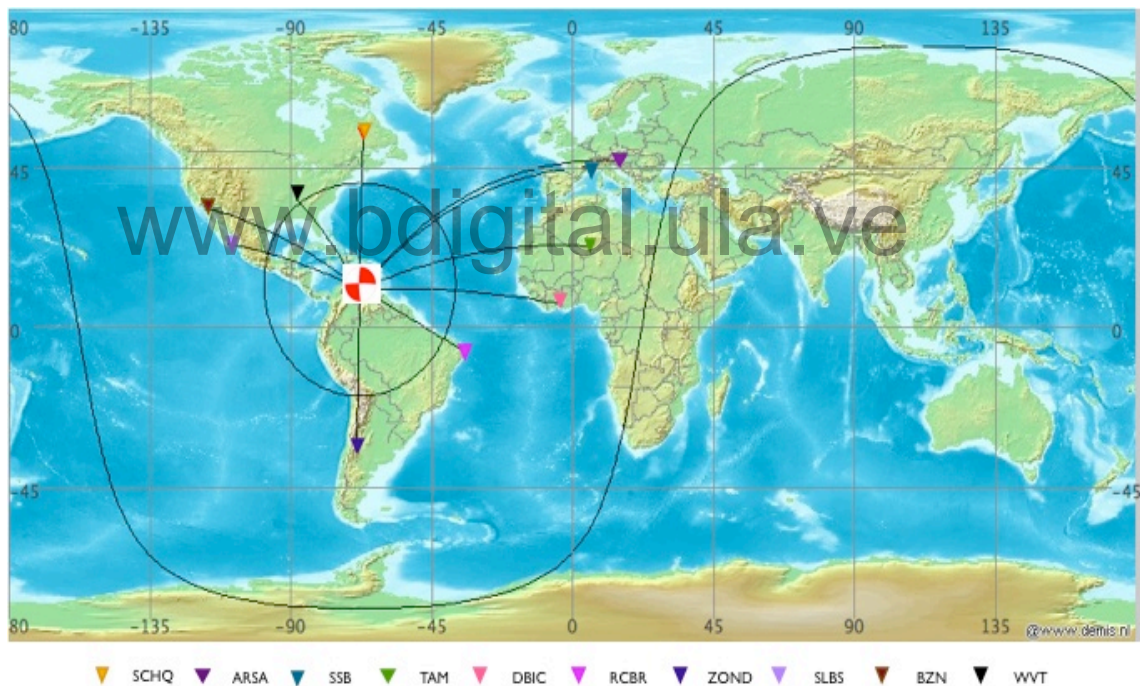 80 -135 -90 -45 0 45 90 135
45 45
www.bdigital.ula.ve
0 0
-45 -45
80 -135 -90 -45 0 45 90 135
@www.demis.nl
SCHQ ARSA SSB TAM DBIC RCBR ZOND SLBS BZN WVT